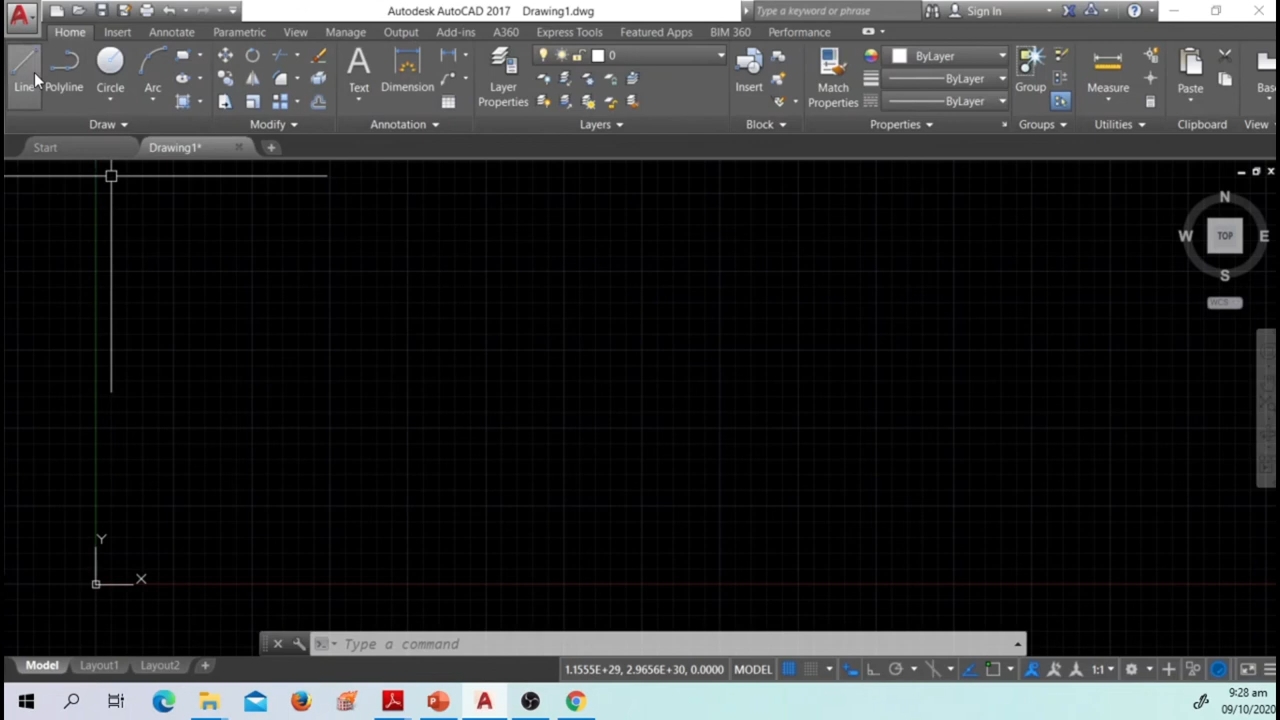 Autodesk AutoCAD 2017 Drawing1.dwg
Type a keyword or phrase
Sign In
Home Insert Annotate Parametric View Manage Output Add-ins A360 Express Tools Featured Apps BIM 360 Performance
Line Polyline Circle Arc
Text Dimension
Layer Properties
0
Insert
Match Properties
ByLayer
ByLayer
ByLayer
Group
Measure
Paste
Draw Modify Annotation Layers Block Properties Groups Utilities Clipboard View
Start Drawing1*
N
W TOP E
S
WCS
Y
X
Type a command
Model Layout1 Layout2
1.1555E+29, 2.9656E+30, 0.0000 MODEL 1:1
9:28 am
09/10/2020